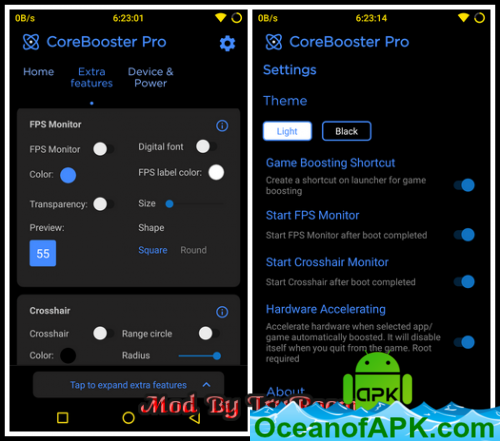 0B/s 6:23:01
CoreBooster Pro
Home Extra features Device & Power
FPS Monitor
FPS Monitor Digital font
Color: FPS label color:
Transparency: Size
Preview: Shape
55 Square Round
Crosshair
Crosshair Range circle
Color: Radius
Tap to expand extra features
0B/s 6:23:14
CoreBooster Pro
Settings
Theme
Light Black
Game Boosting Shortcut
Create a shortcut on launcher for game
boosting
Start FPS Monitor
Start FPS Monitor after boot completed
Start Crosshair Monitor
Start Crosshair after boot completed
Hardware Accelerating
Accelerate hardware when selected app/
game automatically boosted. It will disable
itself when you quit from the game. Root
required
About
Mod By
APK
OceanofAPK.com